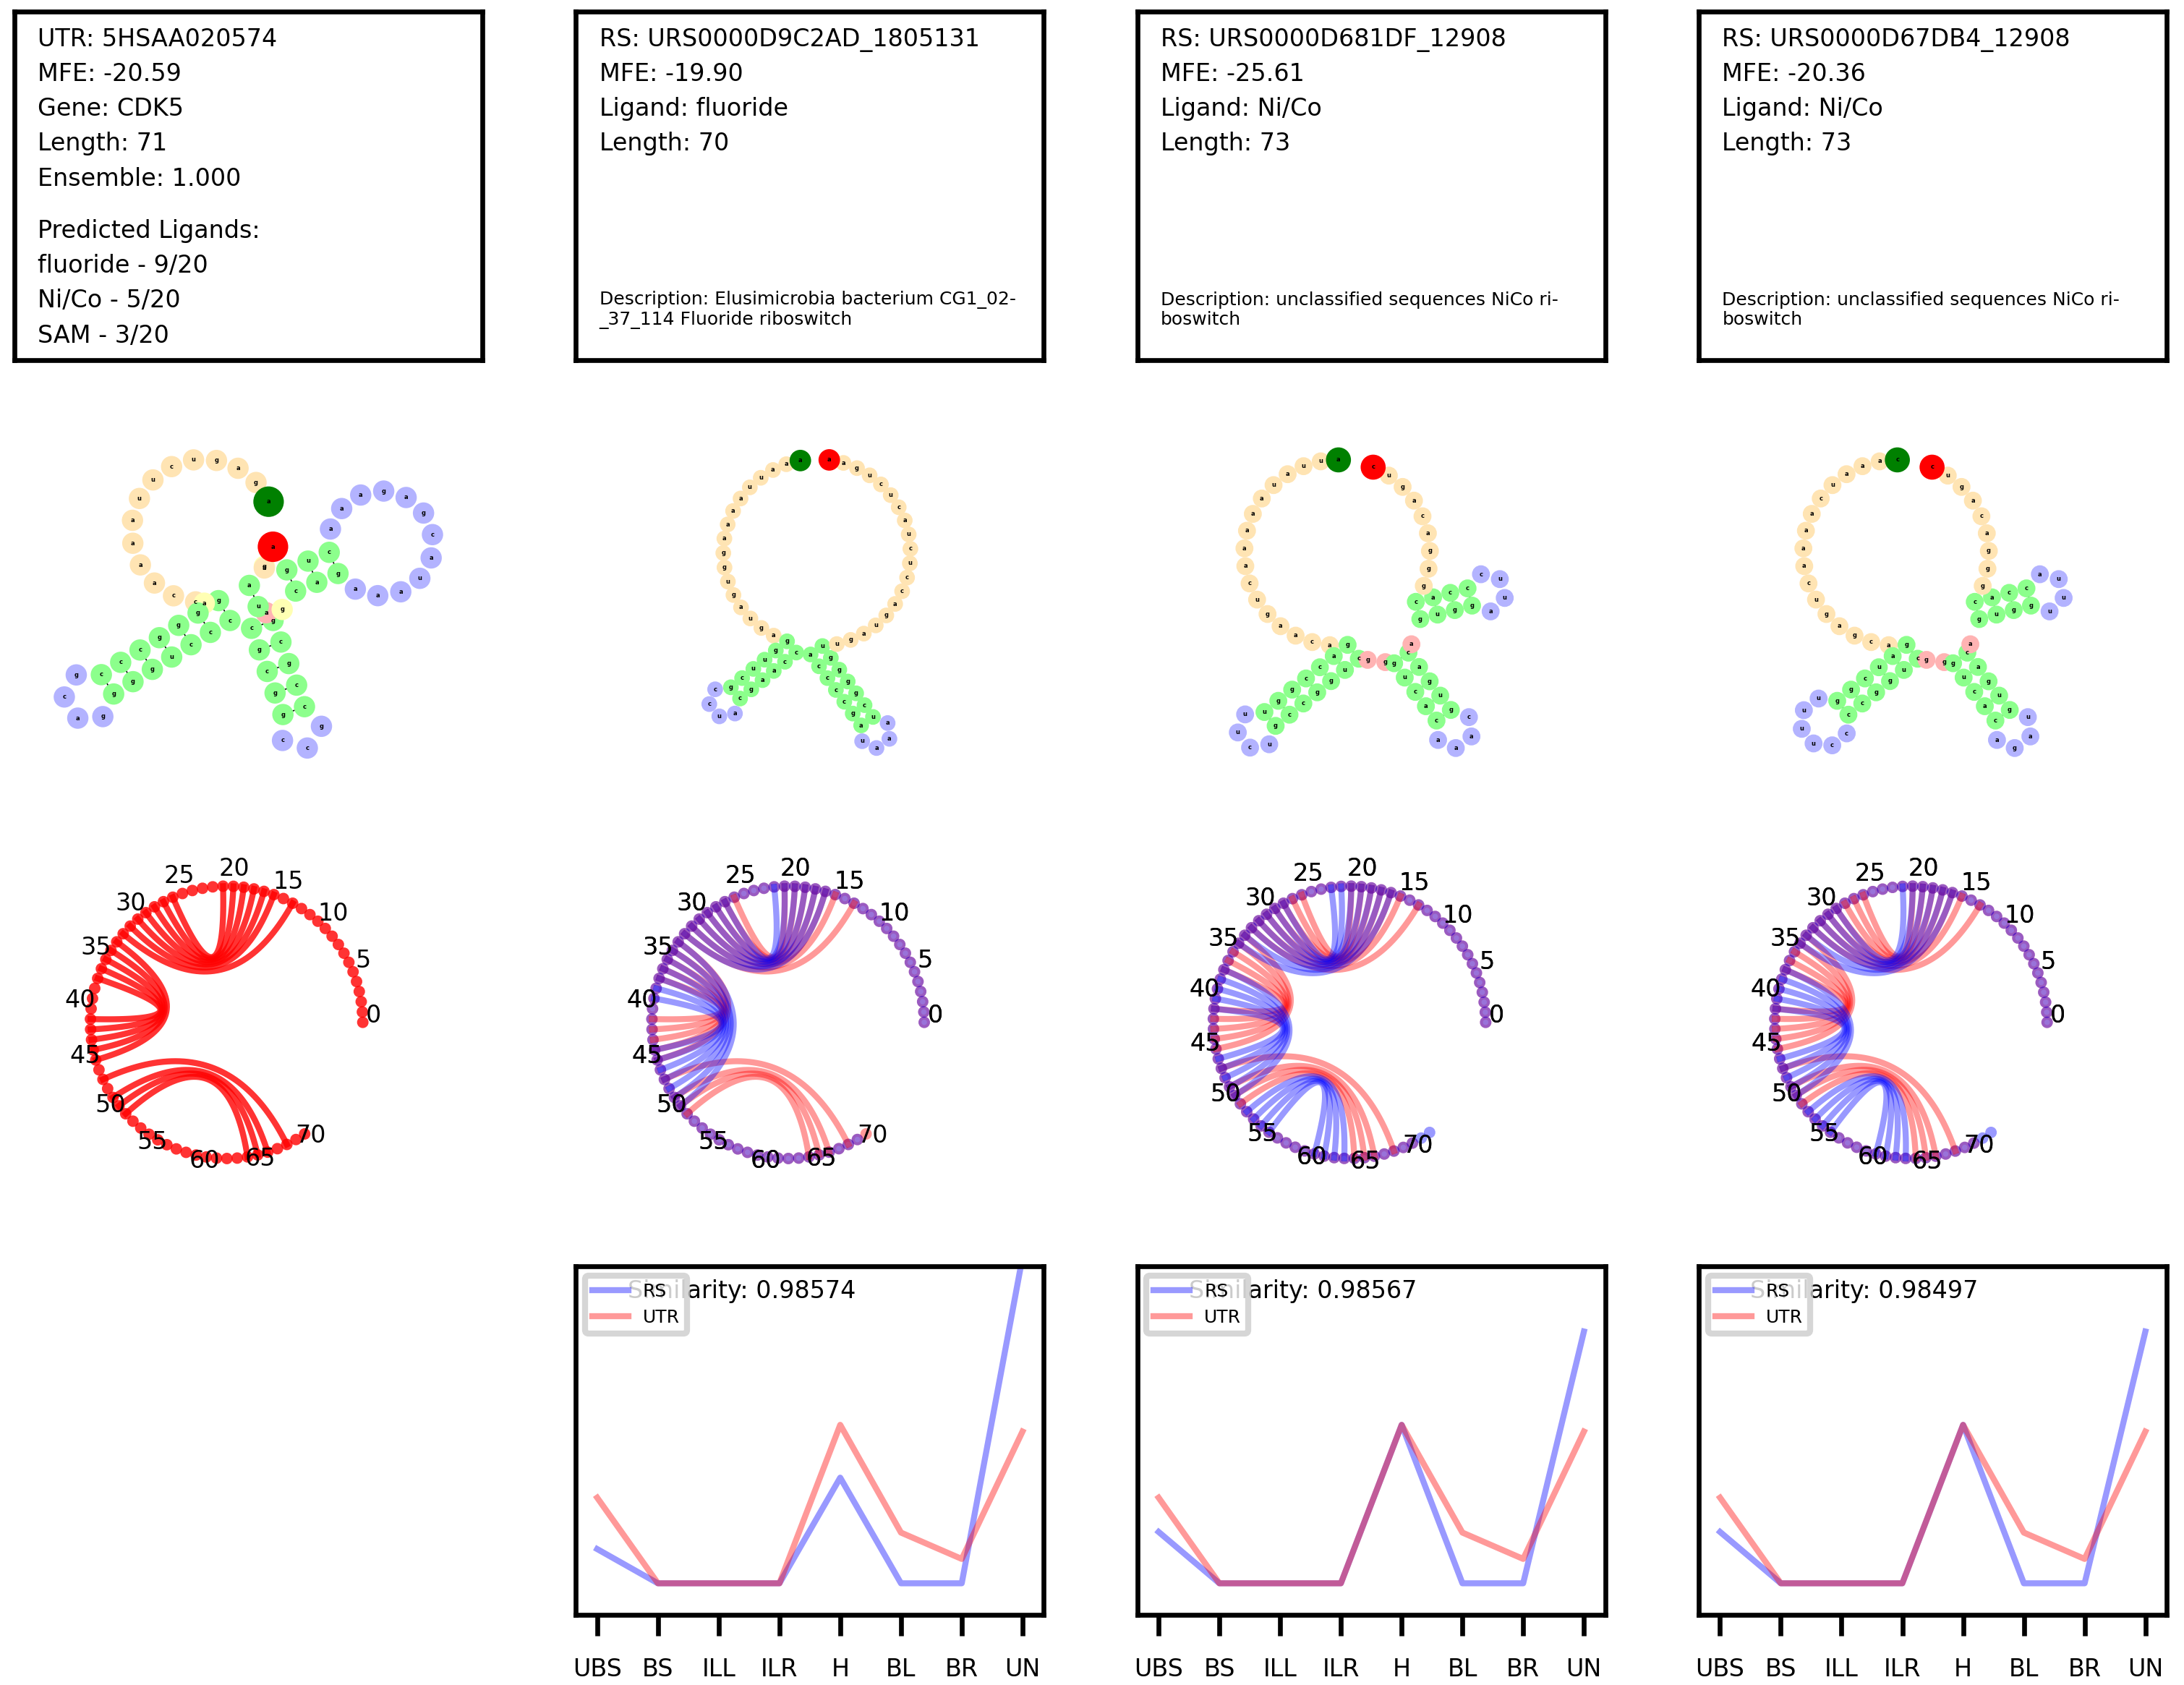 UTR: 5HSAA020574
MFE: -20.59
Gene: CDK5
Length: 71
Ensemble: 1.000
Predicted Ligands:
fluoride - 9/20
Ni/Co - 5/20
SAM - 3/20
RS: URS0000D9C2AD_1805131
MFE: -19.90
Ligand: fluoride
Length: 70
Description: Elusimicrobia bacterium CG1_02-
_37_114 Fluoride riboswitch
RS: URS0000D681DF_12908
MFE: -25.61
Ligand: Ni/Co
Length: 73
Description: unclassified sequences NiCo ri-
boswitch
RS: URS0000D67DB4_12908
MFE: -20.36
Ligand: Ni/Co
Length: 73
Description: unclassified sequences NiCo ri-
boswitch
0 5 10 15 20 25 30 35 40 45 50 55 60 65 70
0 5 10 15 20 25 30 35 40 45 50 55 60 65 70
0 5 10 15 20 25 30 35 40 45 50 55 60 65 70
0 5 10 15 20 25 30 35 40 45 50 55 60 65 70
Similarity: 0.98574
RS
UTR
UBS BS ILL ILR H BL BR UN
Similarity: 0.98567
RS
UTR
UBS BS ILL ILR H BL BR UN
Similarity: 0.98497
RS
UTR
UBS BS ILL ILR H BL BR UN